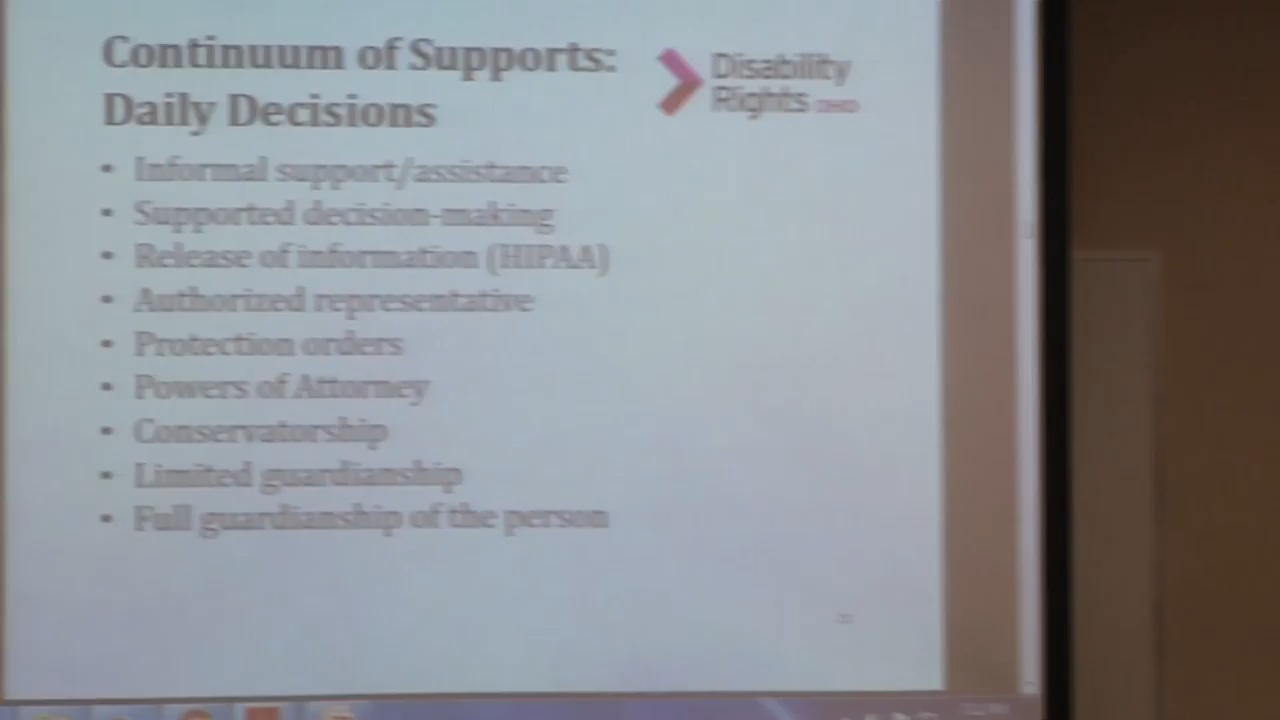 Continuum of Supports:
Daily Decisions
Disability
Rights OHIO
• Informal support/assistance
• Supported decision-making
• Release of information (HIPAA)
• Authorized representative
• Protection orders
• Powers of Attorney
• Conservatorship
• Limited guardianship
• Full guardianship of the person